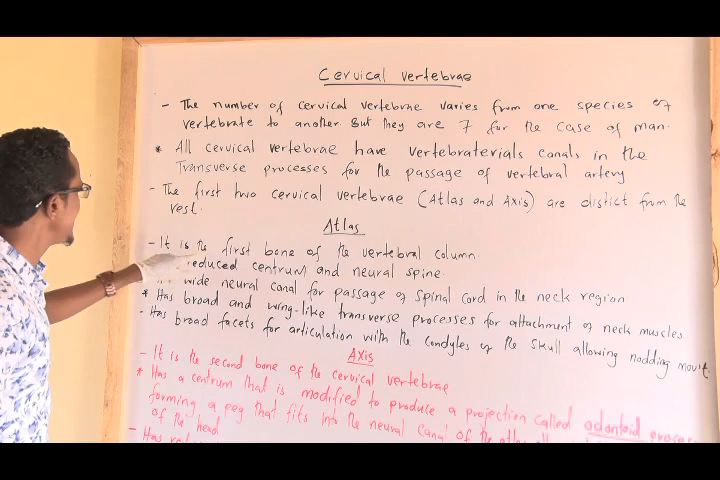 Cervical vertebrae
- The number of cervical vertebrae varies from one species of
vertebrate to another. But they are 7 for the case of man.
* All cervical vertebrae have vertebraterials canals in the
Transverse processes for the passage of vertebral artery
- The first two cervical vertebrae (Atlas and Axis) are distict from the
rest.
Atlas
- It is the first bone of the vertebral column.
reduced centrum and neural spine.
wide neural canal for passage of spinal cord in the neck region
* Has broad and wing-like transverse processes for attachment of neck muscles
- Has broad facets for articulation with the condyles of the skull allowing nodding mov't
Axis
- It is the second bone of the cervical vertebrae
* Has a centrum that is modified to produce a projection called odontoid process
forming a peg that fits into the neural canal of the atlas
of the head
- Has